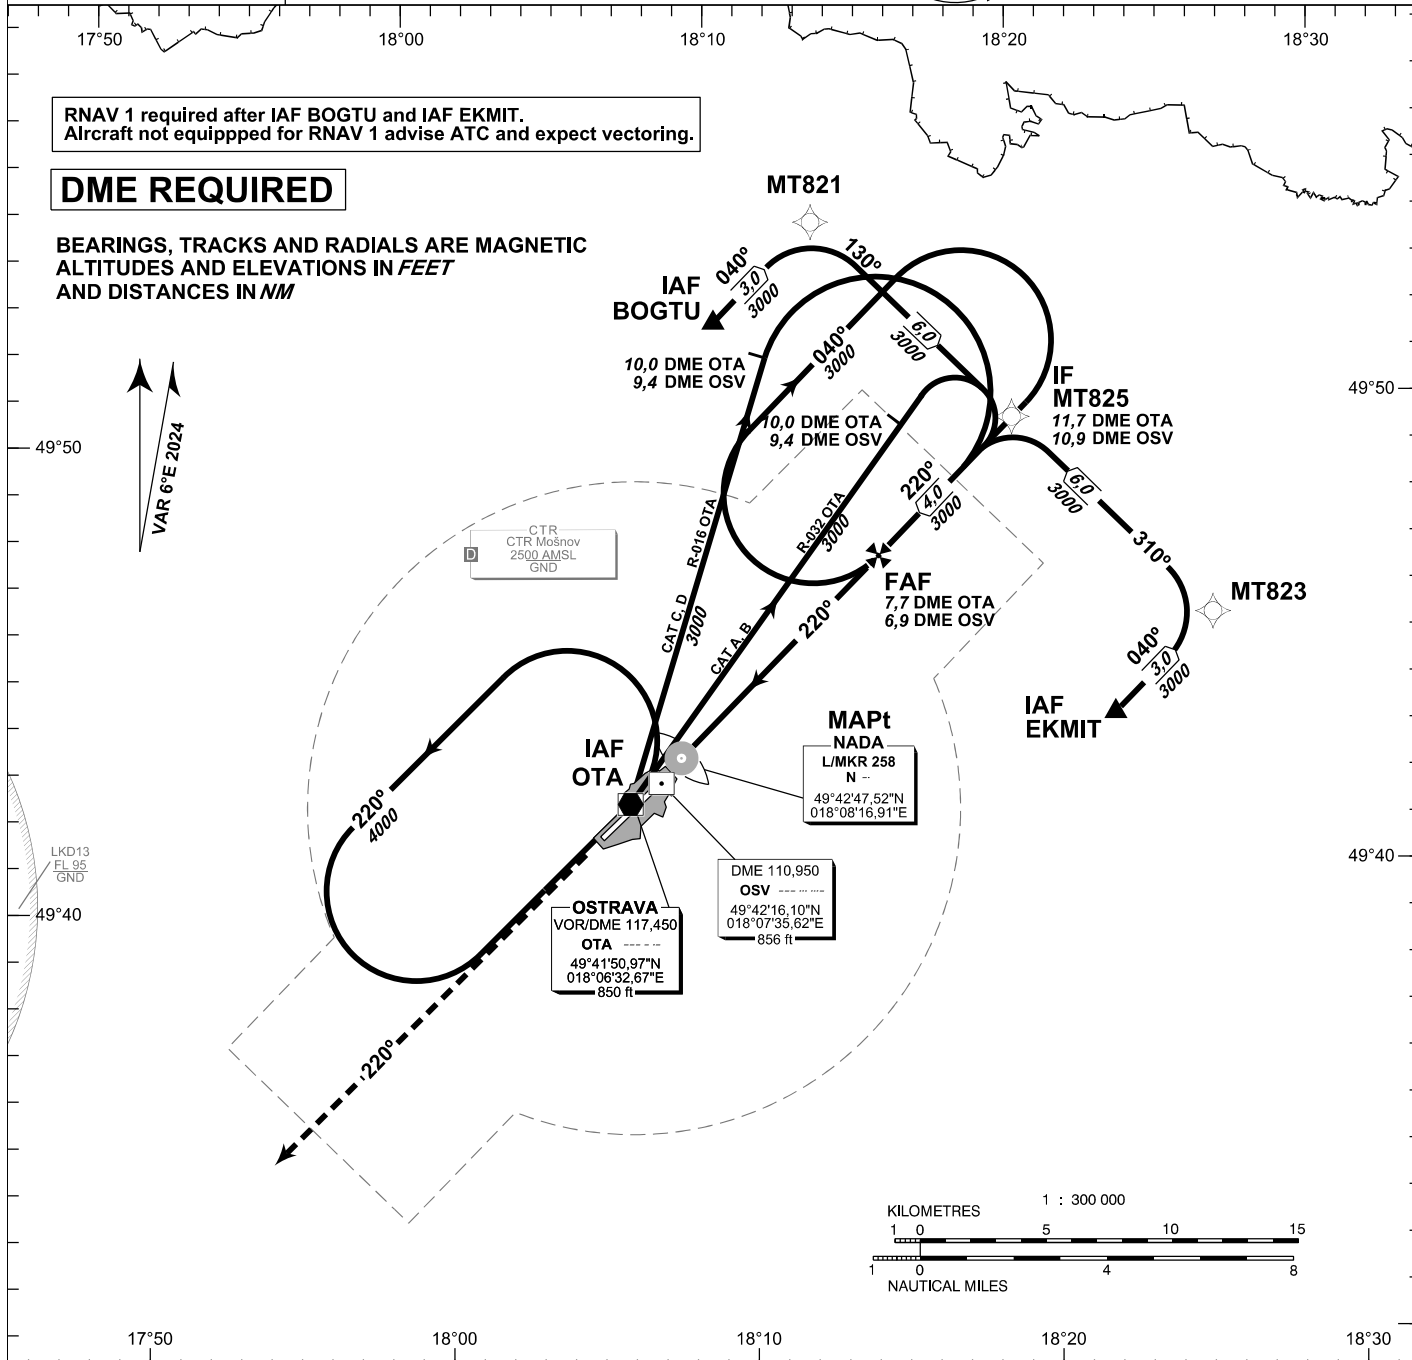 17°50
18°00
18°10
18°20
18°30
RNAV 1 required after IAF BOGTU and IAF EKMIT.
Aircraft not equippped for RNAV 1 advise ATC and expect vectoring.
DME REQUIRED
BEARINGS, TRACKS AND RADIALS ARE MAGNETIC
ALTITUDES AND ELEVATIONS IN FEET
AND DISTANCES IN NM
VAR 6°E 2024
MT821
040°
3,0
3000
130°
IAF
BOGTU
6,0
3000
040°
3000
10,0 DME OTA
9,4 DME OSV
10,0 DME OTA
9,4 DME OSV
IF
MT825
11,7 DME OTA
10,9 DME OSV
49°50
49°50
220°
4,0
3000
6,0
3000
310°
MT823
040°
3,0
3000
IAF
EKMIT
R-016 OTA
CAT C, D
3000
R-032 OTA
3000
CAT A, B
CTR
CTR Mošnov
2500 AMSL
GND
D
FAF
7,7 DME OTA
6,9 DME OSV
220°
MAPt
NADA
L/MKR 258
N -·
49°42'47,52"N
018°08'16,91"E
IAF
OTA
220°
4000
LKD13
FL 95
GND
49°40
49°40
DME 110,950
OSV --- ··· ···-
49°42'16,10"N
018°07'35,62"E
856 ft
OSTRAVA
VOR/DME 117,450
OTA --- - ·-
49°41'50,97"N
018°06'32,67"E
850 ft
220°
1 : 300 000
KILOMETRES
1 0 5 10 15
1 0 4 8
NAUTICAL MILES
17°50
18°00
18°10
18°20
18°30